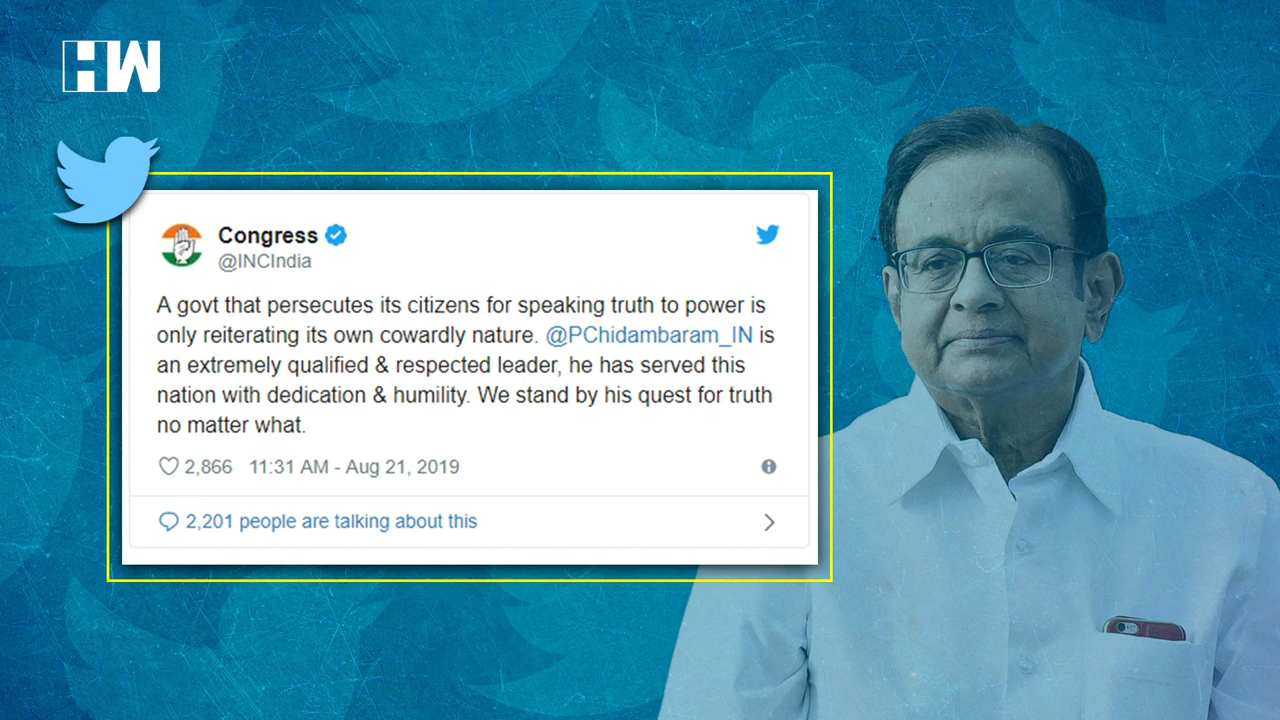 HW
Congress
@INCIndia
A govt that persecutes its citizens for speaking truth to power is
only reiterating its own cowardly nature. @PChidambaram_IN is
an extremely qualified & respected leader, he has served this
nation with dedication & humility. We stand by his quest for truth
no matter what.
2,866 11:31 AM - Aug 21, 2019
2,201 people are talking about this